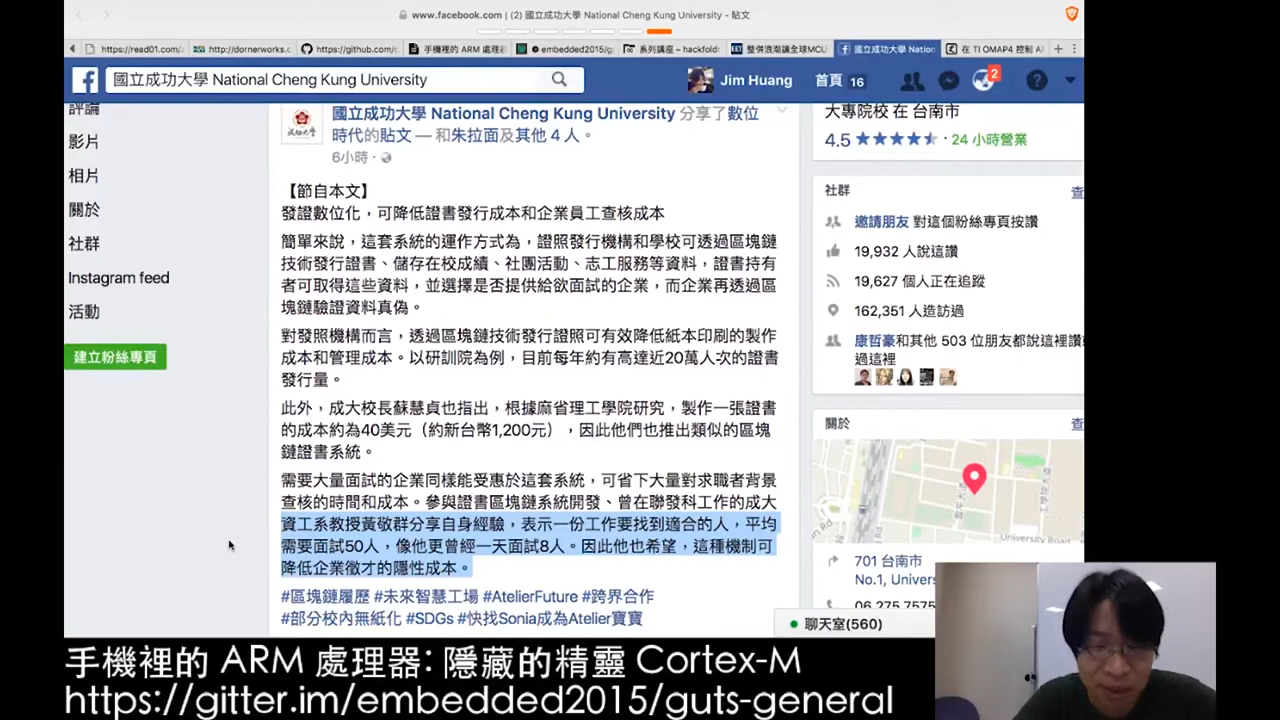 www.facebook.com | (2) 國立成功大學 National Cheng Kung University - 貼文
https://read01.com/
http://dornerworks.c
https://github.com/c
手機裡的 ARM 處理器
embedded2015/g
系列講座 – hackfold
整併浪潮讓全球MCU
國立成功大學 Nation
在 TI OMAP4 控制 A
國立成功大學 National Cheng Kung University
Jim Huang
首頁 16
2
評論
影片
相片
關於
社群
Instagram feed
活動
建立粉絲專頁
國立成功大學 National Cheng Kung University 分享了數位
時代的貼文 — 和朱拉面及其他 4 人。
6小時 ·
【節自本文】
發證數位化，可降低證書發行成本和企業員工查核成本
簡單來說，這套系統的運作方式為，證照發行機構和學校可透過區塊鏈
技術發行證書、儲存在校成績、社團活動、志工服務等資料，證書持有
者可取得這些資料，並選擇是否提供給欲面試的企業，而企業再透過區
塊鏈驗證資料真偽。
對發照機構而言，透過區塊鏈技術發行證照可有效降低紙本印刷的製作
成本和管理成本。以研訓院為例，目前每年約有高達近20萬人次的證書
發行量。
此外，成大校長蘇慧貞也指出，根據麻省理工學院研究，製作一張證書
的成本約為40美元（約新台幣1,200元），因此他們也推出類似的區塊
鏈證書系統。
需要大量面試的企業同樣能受惠於這套系統，可省下大量對求職者背景
查核的時間和成本。參與證書區塊鏈系統開發、曾在聯發科工作的成大
資工系教授黃敬群分享自身經驗，表示一份工作要找到適合的人，平均
需要面試50人，像他更曾經一天面試8人。因此他也希望，這種機制可
降低企業徵才的隱性成本。
#區塊鏈履歷 #未來智慧工場 #AtelierFuture #跨界合作
#部分校內無紙化 #SDGs #快找Sonia成為Atelier寶寶
大專院校 在 台南市
4.5 · 24 小時營業
社群
查
邀請朋友 對這個粉絲專頁按讚
19,932 人說這讚
19,627 個人正在追蹤
162,351 人造訪過
康哲豪和其他 503 位朋友都說這裡讚
過這裡
關於
查
University Road
701 台南市
No.1, Univers
06 275 7575
聊天室(560)
手機裡的 ARM 處理器: 隱藏的精靈 Cortex-M
https://gitter.im/embedded2015/guts-general